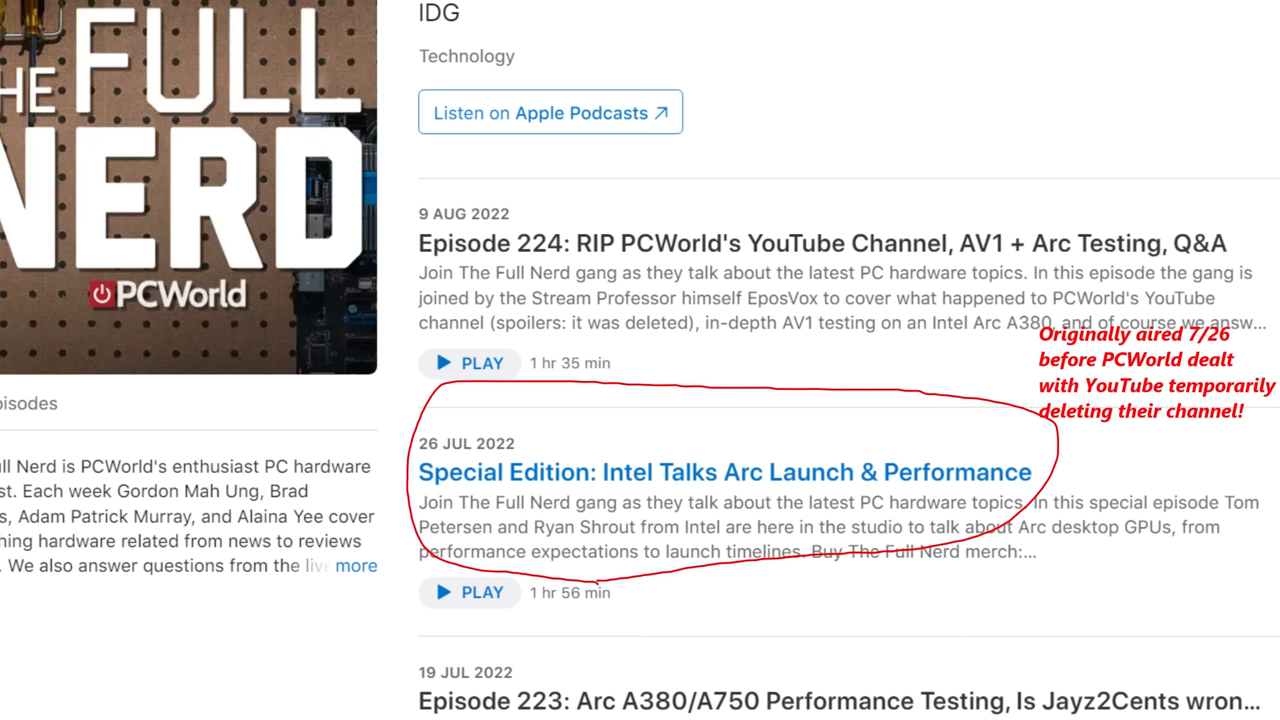 THE FULL
NERD
PCWorld
IDG
Technology
Listen on Apple Podcasts ↗
9 AUG 2022
Episode 224: RIP PCWorld's YouTube Channel, AV1 + Arc Testing, Q&A
Join The Full Nerd gang as they talk about the latest PC hardware topics. In this episode the gang is
joined by the Stream Professor himself EposVox to cover what happened to PCWorld's YouTube
channel (spoilers: it was deleted), in-depth AV1 testing on an Intel Arc A380, and of course we answ...
PLAY 1 hr 35 min
Originally aired 7/26
before PCWorld dealt
with YouTube temporarily
deleting their channel!
26 JUL 2022
Special Edition: Intel Talks Arc Launch & Performance
Join The Full Nerd gang as they talk about the latest PC hardware topics. In this special episode Tom
Petersen and Ryan Shrout from Intel are here in the studio to talk about Arc desktop GPUs, from
performance expectations to launch timelines. Buy The Full Nerd merch:...
PLAY 1 hr 56 min
19 JUL 2022
Episode 223: Arc A380/A750 Performance Testing, Is Jayz2Cents wron...
isodes
ll Nerd is PCWorld's enthusiast PC hardware
st. Each week Gordon Mah Ung, Brad
s, Adam Patrick Murray, and Alaina Yee cover
hing hardware related from news to reviews
. We also answer questions from the live more